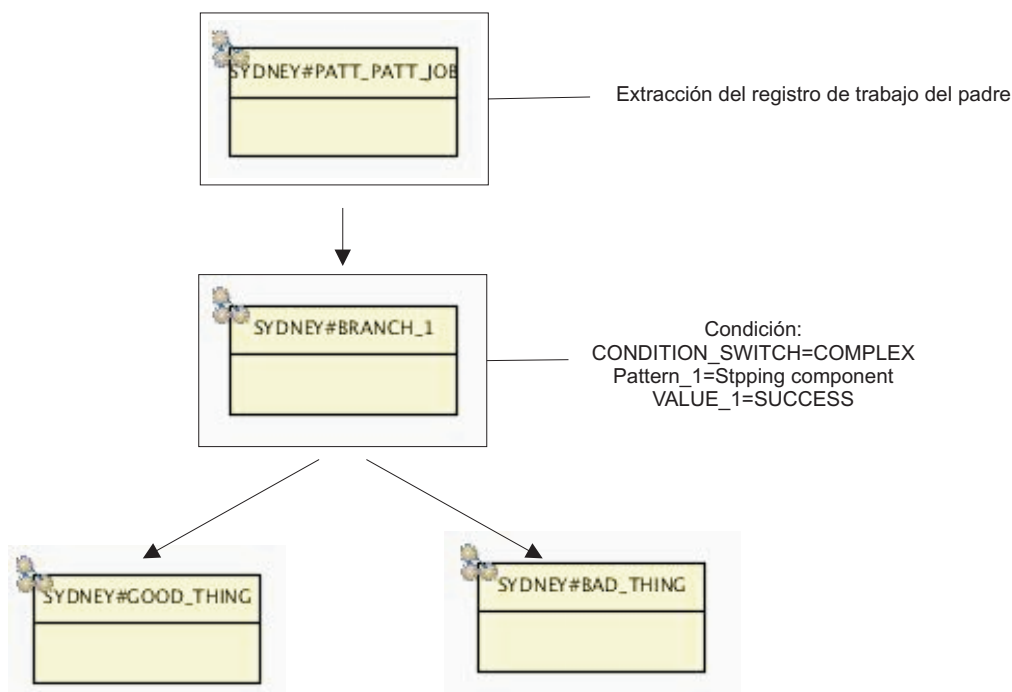 SYDNEY#PATT_PATT_JOB
Extracción del registro de trabajo del padre
SYDNEY#BRANCH_1
Condición:
CONDITION_SWITCH=COMPLEX
Pattern_1=Stpping component
VALUE_1=SUCCESS
SYDNEY#GOOD_THING
SYDNEY#BAD_THING